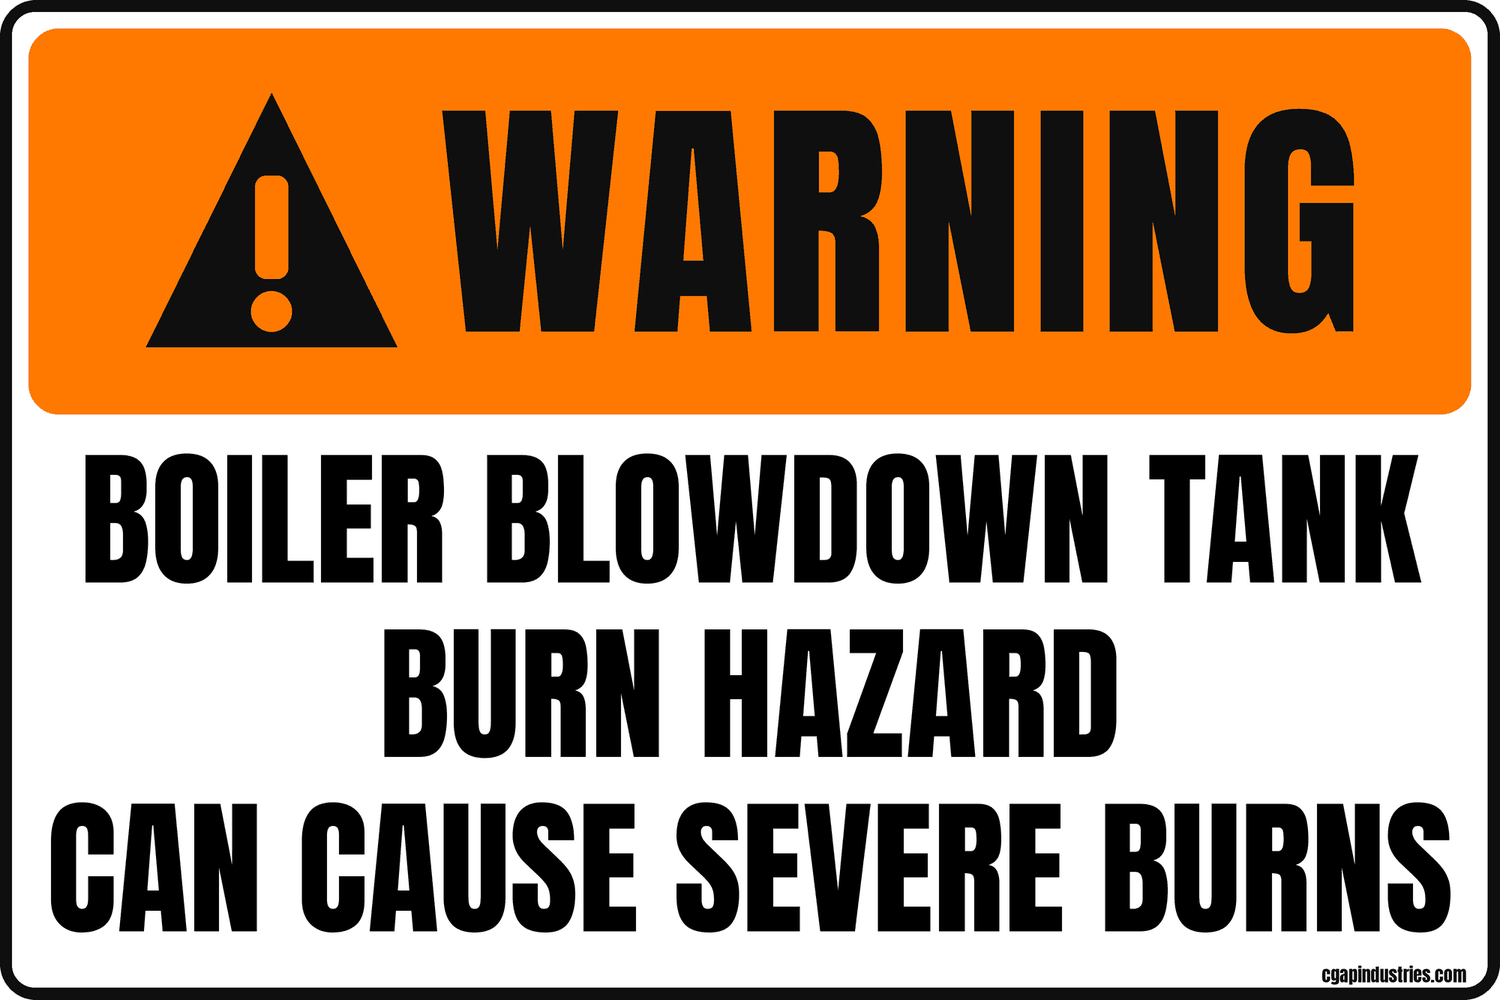 WARNING
BOILER BLOWDOWN TANK
BURN HAZARD
CAN CAUSE SEVERE BURNS
cgapindustries.com